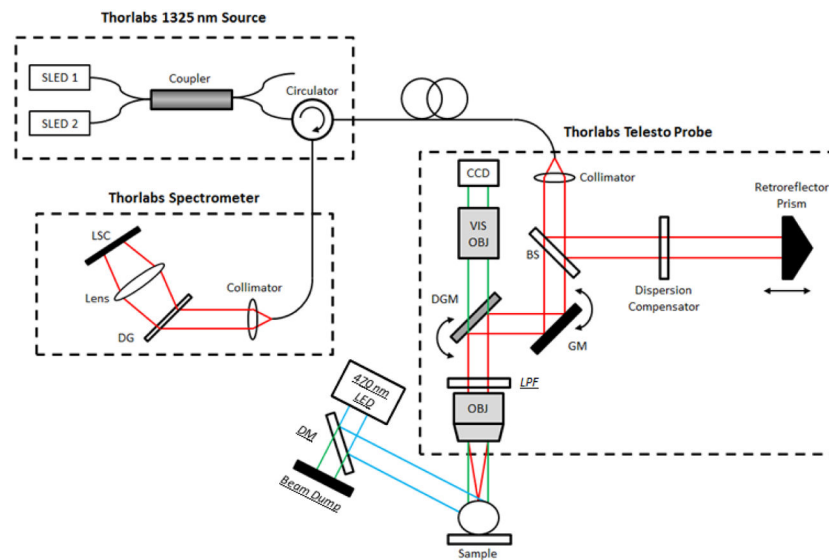 Thorlabs 1325 nm Source
SLED 1
Coupler
Circulator
SLED 2
Thorlabs Telesto Probe
Thorlabs Spectrometer
LSC
Lens
Collimator
DG
CCD
Collimator
VIS
OBJ
BS
Retroreflector
Prism
DGM
Dispersion
Compensator
GM
LPF
OBJ
470 nm
LED
DM
Beam Dump
Sample